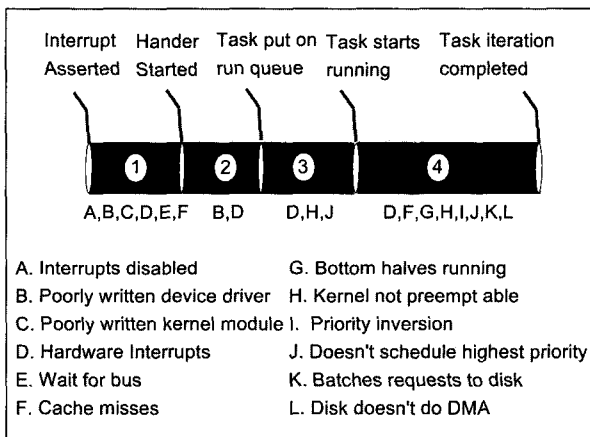 Interrupt Asserted
Hander Started
Task put on run queue
Task starts running
Task iteration completed
1
2
3
4
A,B,C,D,E,F
B,D
D,H,J
D,F,G,H,I,J,K,L
A. Interrupts disabled
B. Poorly written device driver
C. Poorly written kernel module
D. Hardware Interrupts
E. Wait for bus
F. Cache misses
G. Bottom halves running
H. Kernel not preempt able
I. Priority inversion
J. Doesn't schedule highest priority
K. Batches requests to disk
L. Disk doesn't do DMA